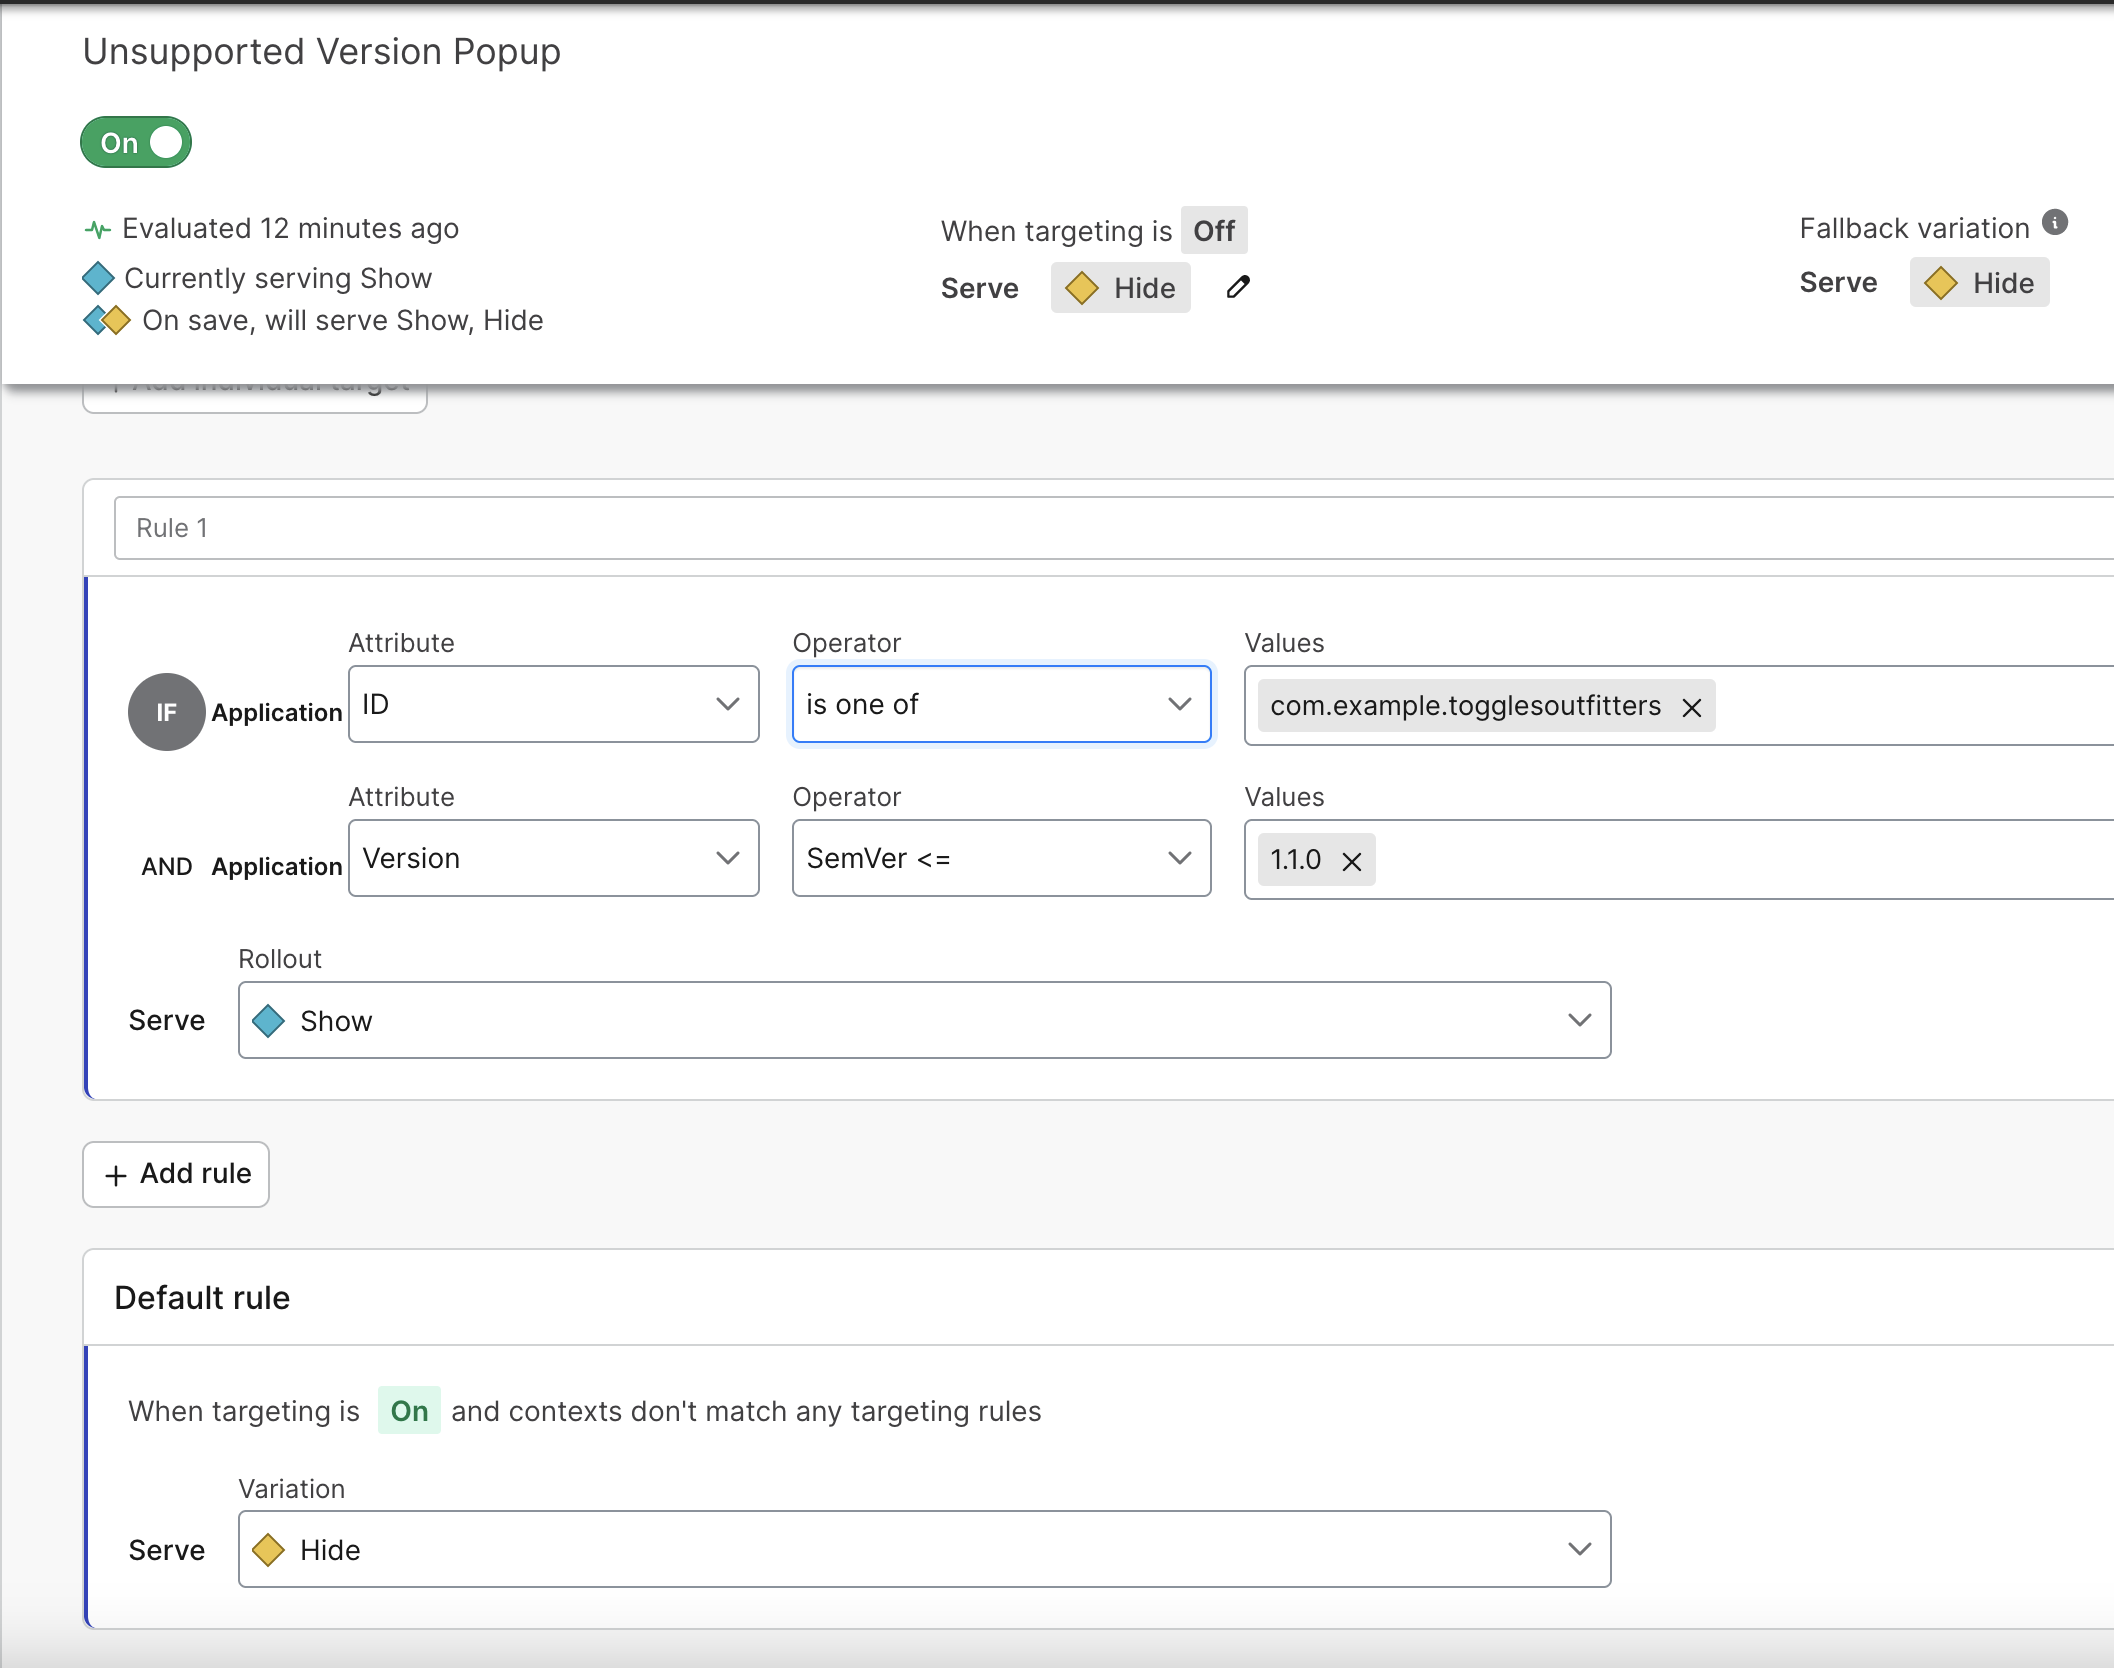 Unsupported Version Popup
On
Evaluated 12 minutes ago
Currently serving Show
On save, will serve Show, Hide
When targeting is Off
Serve Hide
Fallback variation
Serve Hide
+ Add individual target
Rule 1
Attribute Operator Values
IF Application ID is one of com.example.togglesoutfitters
Attribute Operator Values
AND Application Version SemVer <= 1.1.0
Rollout
Serve Show
+ Add rule
Default rule
When targeting is On and contexts don't match any targeting rules
Variation
Serve Hide